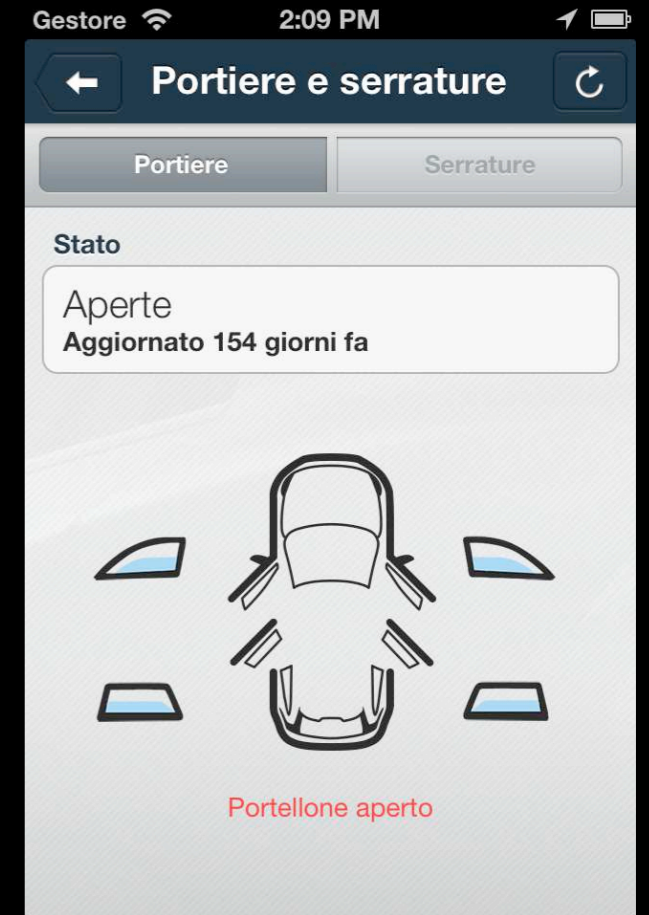 Gestore 2:09 PM
Portiere e serrature
Portiere Serrature
Stato
Aperte
Aggiornato 154 giorni fa
Portellone aperto